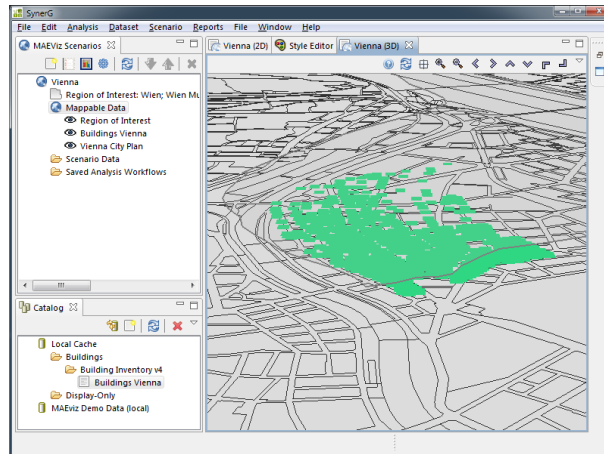 SynerG
File Edit Analysis Dataset Scenario Reports File Window Help
MAEViz Scenarios
Vienna
Region of Interest: Wien; Wien Mu
Mappable Data
Region of Interest
Buildings Vienna
Vienna City Plan
Scenario Data
Saved Analysis Workflows
Catalog
Local Cache
Buildings
Building Inventory v4
Buildings Vienna
Display-Only
MAEviz Demo Data (local)
Vienna (2D) Style Editor Vienna (3D)